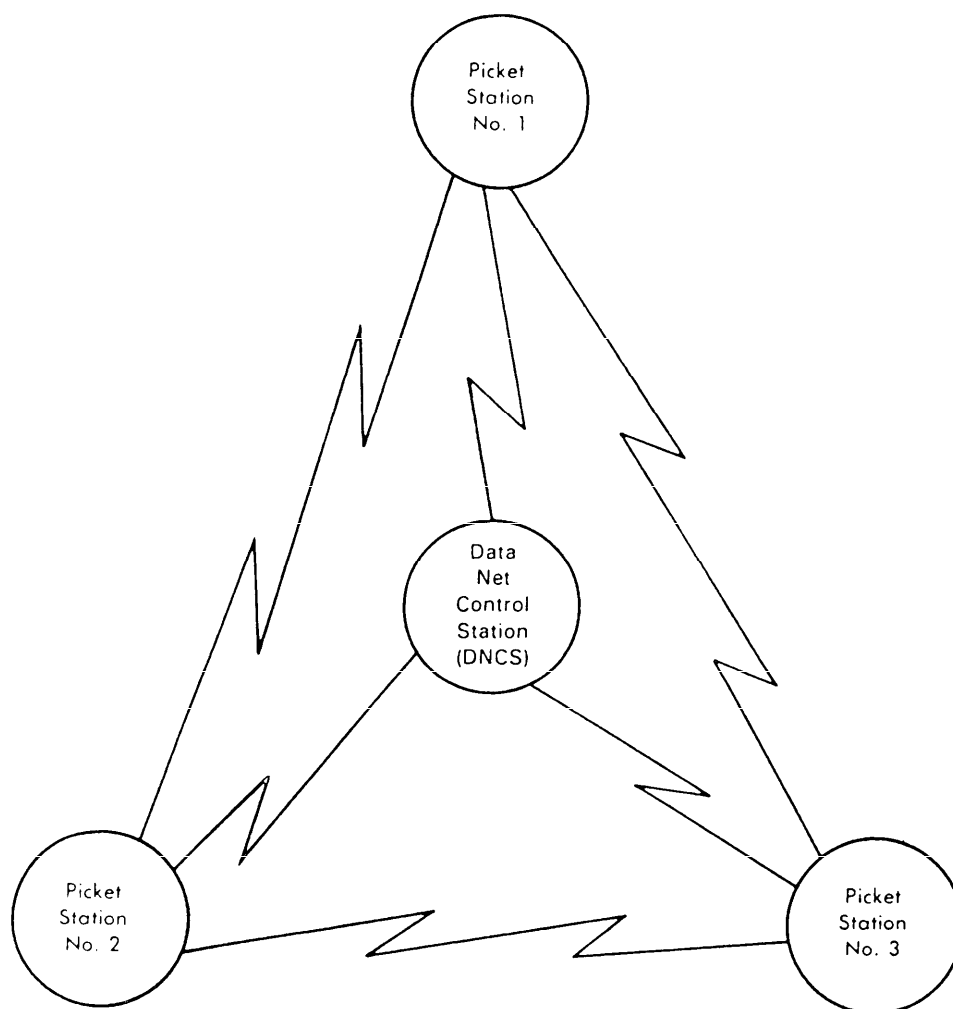 Picket
Station
No. 1
Data
Net
Control
Station
(DNCS)
Picket
Station
No. 2
Picket
Station
No. 3